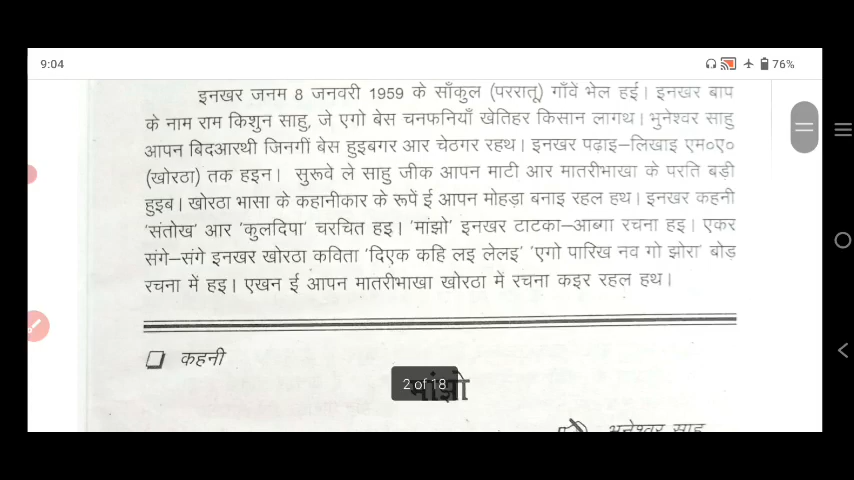 9:04
76%
इनखर जनम 8 जनवरी 1959 के साँकुल (पररातू) गाँवें भेल हई। इनखर बाप
के नाम राम किशुन साहु, जे एगो बेस चनफनियाँ खेतिहर किसान लागथ। भुनेश्वर साहु
आपन बिदआरथी जिनगीं बेस हुइबगर आर चेठगर रहथ। इनखर पढ़ाइ–लिखाइ एम०ए०
(खोरठा) तक हइन। सुरूवे ले साहु जीक आपन माटी आर मातरीभाखा के परति बड़ी
हुइब। खोरठा भासा के कहानीकार के रूपें ई आपन मोहड़ा बनाइ रहल हथ। इनखर कहनी
'संतोख' आर 'कुलदिपा' चरचित हइ। 'मांझो' इनखर टाटका–आब्गा रचना हइ। एकर
संगे–संगे इनखर खोरठा कविता 'दिएक कहि लइ लेलइ' 'एगो पारिख नव गो झोरा' बोड़
रचना में हइ। एखन ई आपन मातरीभाखा खोरठा में रचना कइर रहल हथ।
कहनी
मांझो
2 of 18
भुनेश्वर साहु